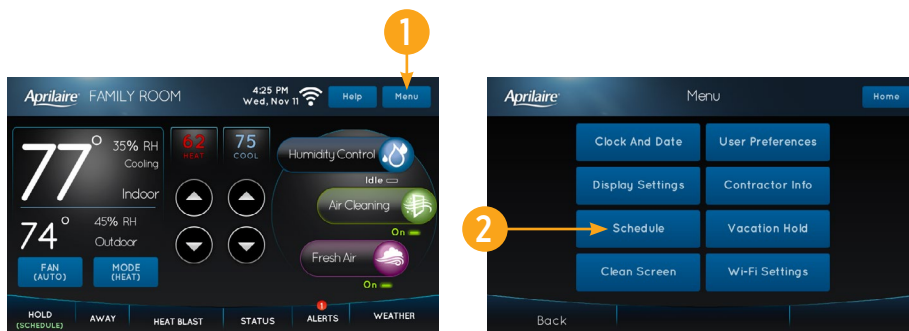 1
Aprilaire FAMILY ROOM
4:25 PM
Wed, Nov 11
Help
Menu
77°
35% RH
Cooling
Indoor
74°
45% RH
Outdoor
FAN
(AUTO)
MODE
(HEAT)
62
HEAT
75
COOL
Humidity Control
Idle
Air Cleaning
On
Fresh Air
On
HOLD
(SCHEDULE)
AWAY
HEAT BLAST
STATUS
1
ALERTS
WEATHER
Aprilaire
Menu
Home
Clock And Date
User Preferences
Display Settings
Contractor Info
2
Schedule
Vacation Hold
Clean Screen
Wi-Fi Settings
Back